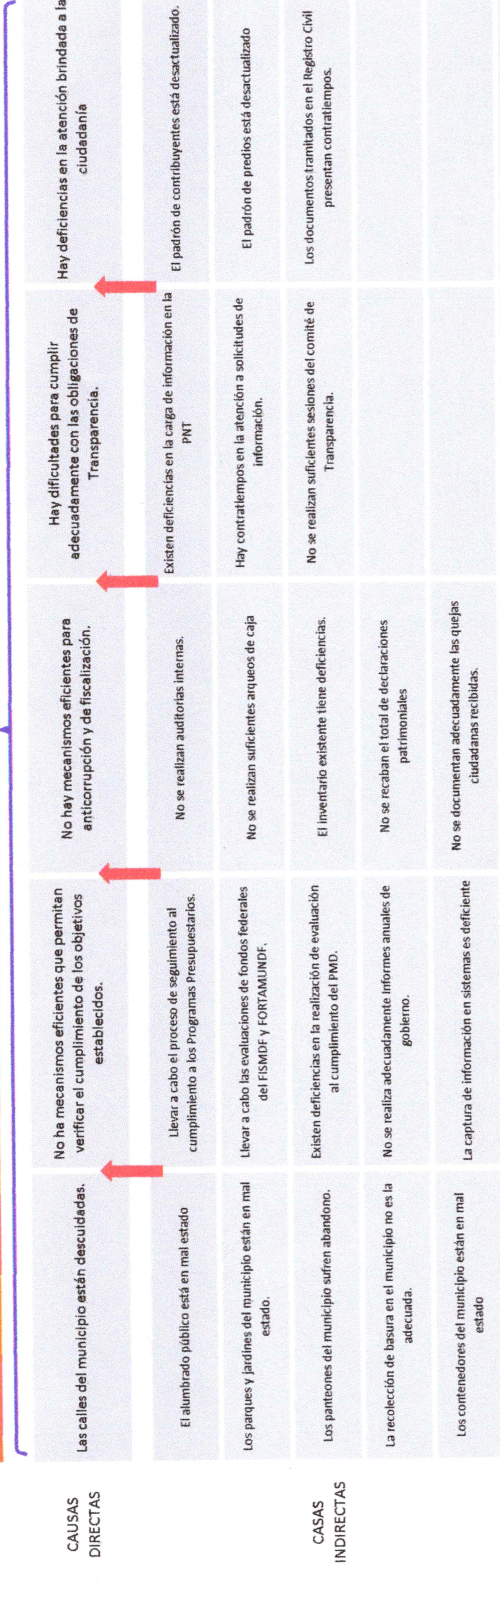 CAUSAS
DIRECTAS
Las calles del municipio están descuidadas.
No ha mecanismos eficientes que permitan
verificar el cumplimiento de los objetivos
establecidos.
No hay mecanismos eficientes para
anticorrupción y de fiscalización.
Hay dificultades para cumplir
adecuadamente con las obligaciones de
Transparencia.
Hay deficiencias en la atención brindada a la
ciudadanía
CASAS
INDIRECTAS
El alumbrado público está en mal estado
Llevar a cabo el proceso de seguimiento al
cumplimiento a los Programas Presupuestarios.
No se realizan auditorias internas.
Existen deficiencias en la carga de información en la
PNT
El padrón de contribuyentes está desactualizado.
Los parques y jardines del municipio están en mal
estado.
Llevar a cabo las evaluaciones de fondos federales
del FISMDF y FORTAMUNDF.
No se realizan suficientes arqueos de caja
Hay contratiempos en la atención a solicitudes de
información.
El padrón de predios está desactualizado
Los panteones del municipio sufren abandono.
Existen deficiencias en la realización de evaluación
al cumplimiento del PMD.
El inventario existente tiene deficiencias.
No se realizan suficientes sesiones del comité de
Transparencia.
Los documentos tramitados en el Registro Civil
presentan contratiempos.
La recolección de basura en el municipio no es la
adecuada.
No se realiza adecuadamente Informes anuales de
gobierno.
No se recaban el total de declaraciones
patrimoniales
Los contenedores del municipio están en mal
estado
La captura de información en sistemas es deficiente
No se documentan adecuadamente las quejas
ciudadanas recibidas.